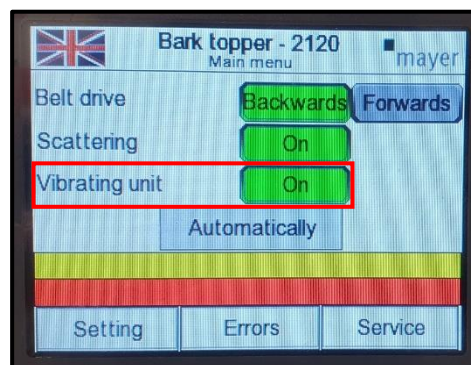 Bark topper - 2120
Main menu
mayer
Belt drive Backwards Forwards
Scattering On
Vibrating unit On
Automatically
Setting Errors Service